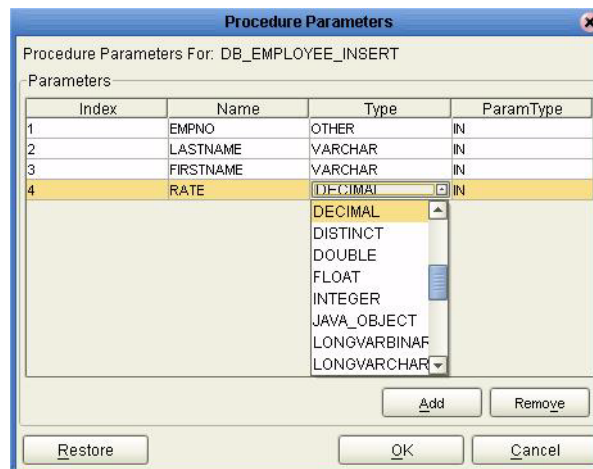 Procedure Parameters
Procedure Parameters For: DB_EMPLOYEE_INSERT
Parameters
Index Name Type ParamType
1 EMPNO OTHER IN
2 LASTNAME VARCHAR IN
3 FIRSTNAME VARCHAR IN
4 RATE DECIMAL IN
DECIMAL
DISTINCT
DOUBLE
FLOAT
INTEGER
JAVA_OBJECT
LONGVARBINAR
LONGVARCHAR
Add Remove
Restore OK Cancel